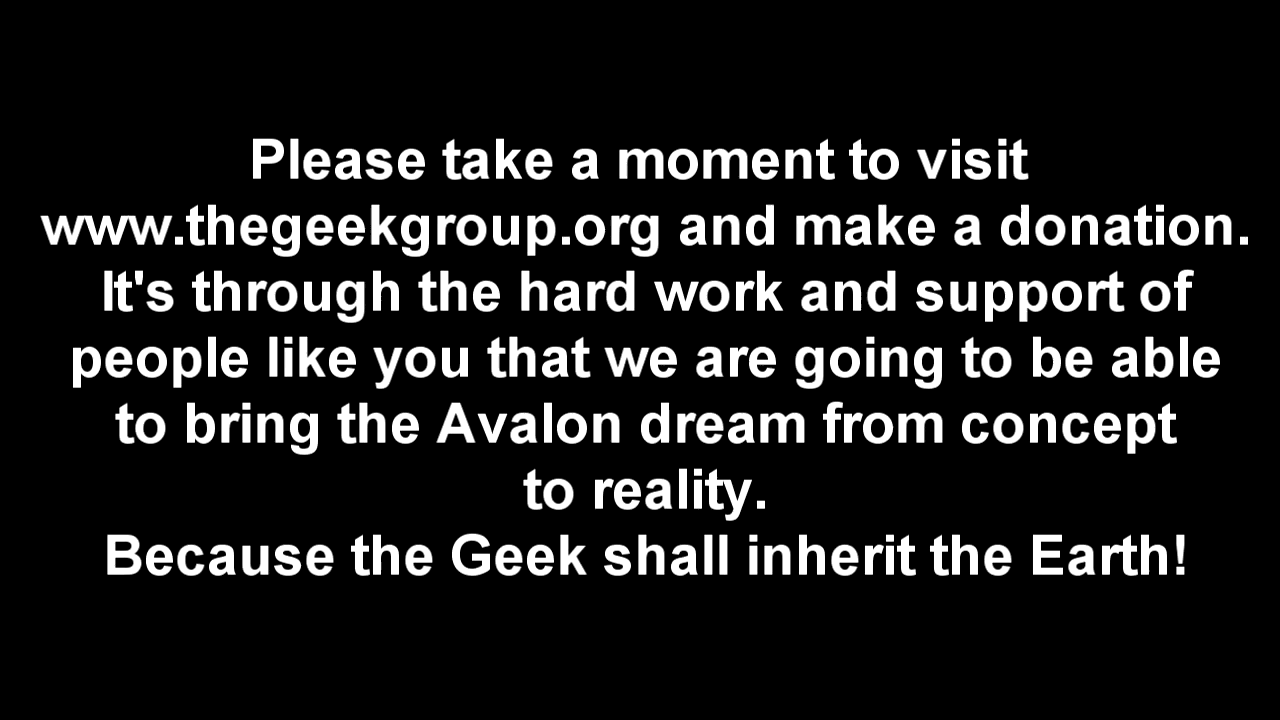 Please take a moment to visit
www.thegeekgroup.org and make a donation.
It's through the hard work and support of
people like you that we are going to be able
to bring the Avalon dream from concept
to reality.
Because the Geek shall inherit the Earth!